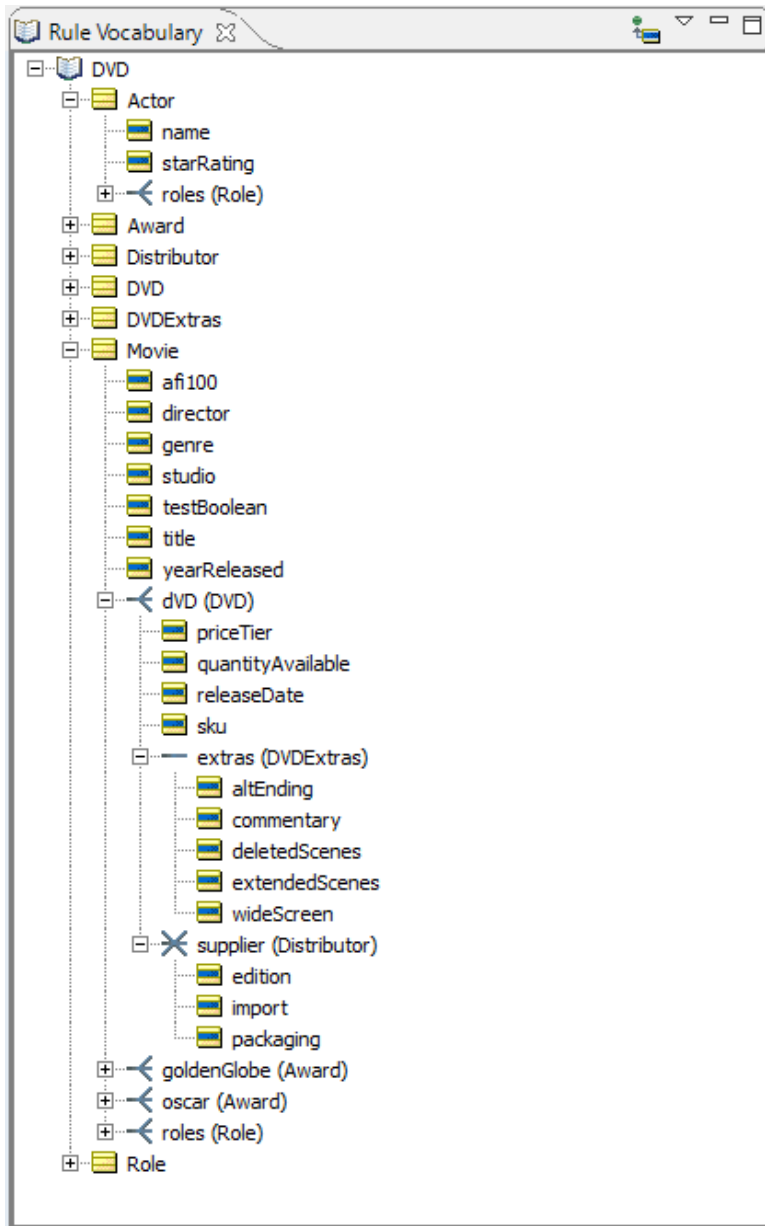 Rule Vocabulary
DVD
Actor
name
starRating
roles (Role)
Award
Distributor
DVD
DVDExtras
Movie
afi100
director
genre
studio
testBoolean
title
yearReleased
dVD (DVD)
priceTier
quantityAvailable
releaseDate
sku
extras (DVDExtras)
altEnding
commentary
deletedScenes
extendedScenes
wideScreen
supplier (Distributor)
edition
import
packaging
goldenGlobe (Award)
oscar (Award)
roles (Role)
Role